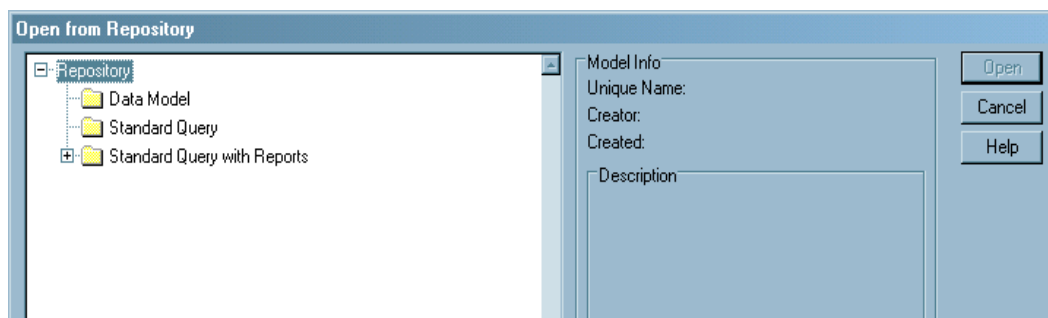 Open from Repository
Repository
Data Model
Standard Query
Standard Query with Reports
Model Info
Unique Name:
Creator:
Created:
Description
Open
Cancel
Help